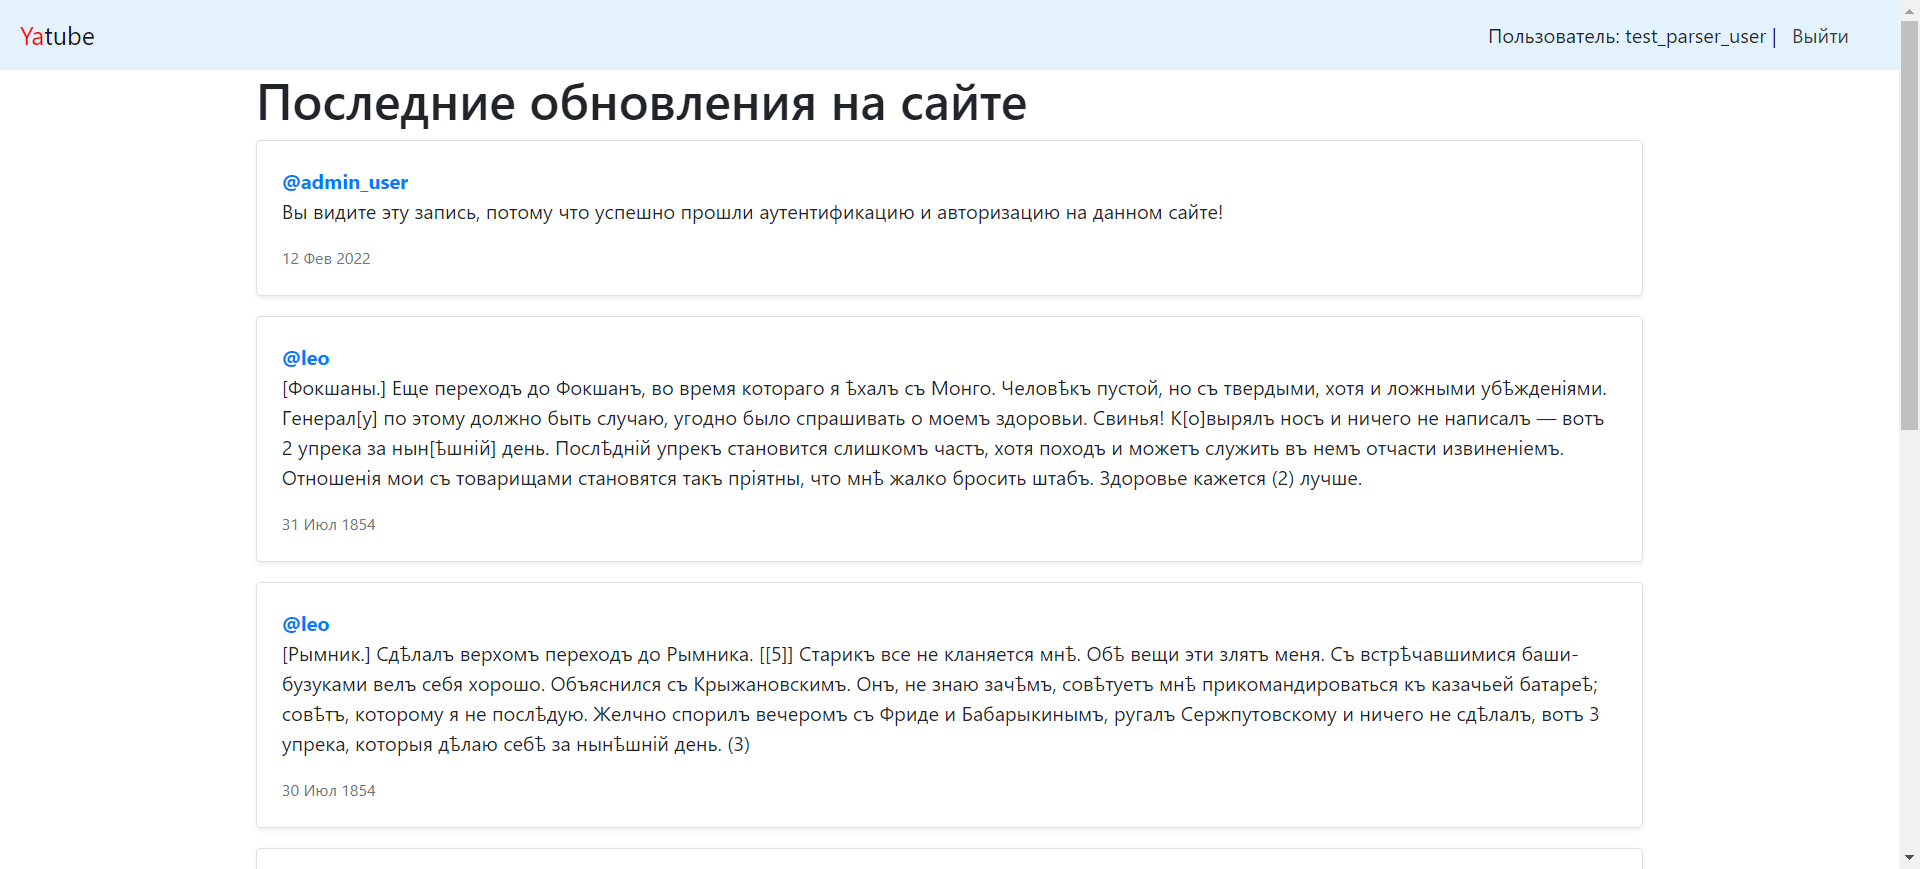 Yatube
Пользователь: test_parser_user | Выйти
Последние обновления на сайте
@admin_user
Вы видите эту запись, потому что успешно прошли аутентификацию и авторизацию на данном сайте!
12 Фев 2022
@leo
[Фокшаны.] Еще переходъ до Фокшанъ, во время котораго я ѣхалъ съ Монго. Человѣкъ пустой, но съ твердыми, хотя и ложными убѣжденіями.
Генерал[у] по этому должно быть случаю, угодно было спрашивать о моемъ здоровьи. Свинья! К[о]вырялъ носъ и ничего не написалъ — вотъ
2 упрека за нын[ѣшній] день. Послѣдній упрекъ становится слишкомъ частъ, хотя походъ и можетъ служить въ немъ отчасти извиненіемъ.
Отношенія мои съ товарищами становятся такъ пріятны, что мнѣ жалко бросить штабъ. Здоровье кажется (2) лучше.
31 Июл 1854
@leo
[Рымник.] Сдѣлалъ верхомъ переходъ до Рымника. [[5]] Старикъ все не кланяется мнѣ. Обѣ вещи эти злятъ меня. Съ встрѣчавшимися баши-
бузуками велъ себя хорошо. Объяснился съ Крыжановскимъ. Онъ, не знаю зачѣмъ, совѣтуетъ мнѣ прикомандироваться къ казачьей батареѣ;
совѣтъ, которому я не послѣдую. Желчно спорилъ вечеромъ съ Фриде и Бабарыкинымъ, ругалъ Сержпутовскому и ничего не сдѣлалъ, вотъ 3
упрека, которыя дѣлаю себѣ за нынѣшній день. (3)
30 Июл 1854